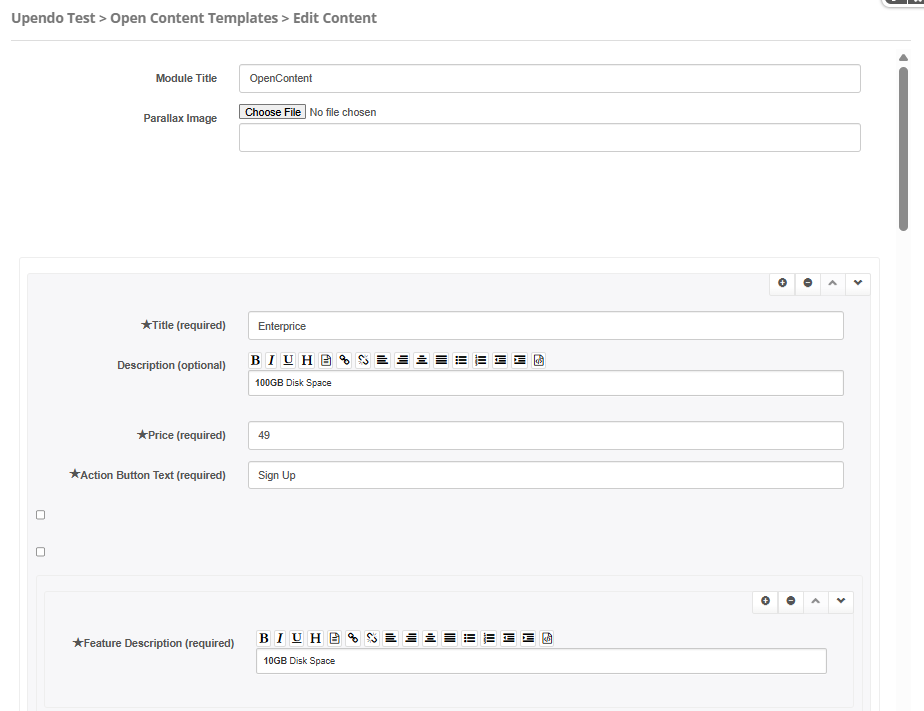 Upendo Test > Open Content Templates > Edit Content
Module Title
OpenContent
Parallax Image
Choose File No file chosen
★Title (required)
Enterprice
Description (optional)
B I U H
100GB Disk Space
★Price (required)
49
★Action Button Text (required)
Sign Up
★Feature Description (required)
B I U H
10GB Disk Space